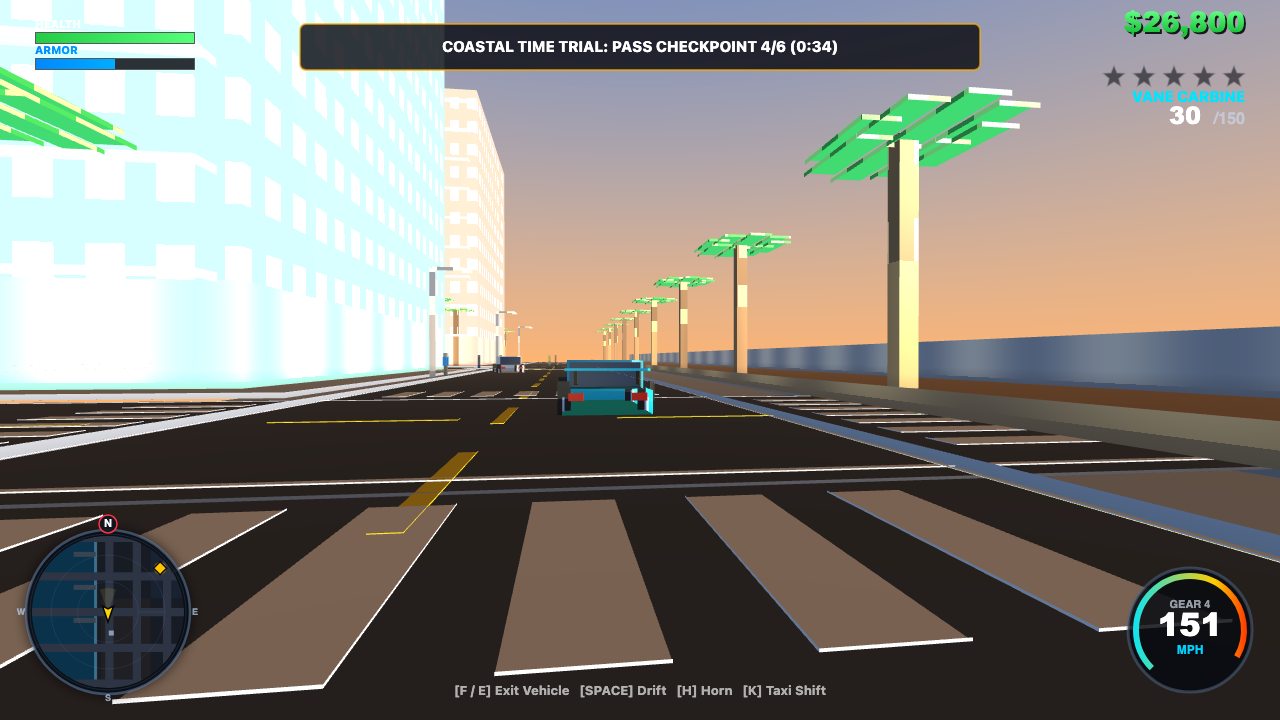 HEALTH
ARMOR
COASTAL TIME TRIAL: PASS CHECKPOINT 4/6 (0:34)
$26,800
VANE CARBINE
30 /150
N
W
E
S
GEAR 4
151
MPH
[F / E] Exit Vehicle [SPACE] Drift [H] Horn [K] Taxi Shift